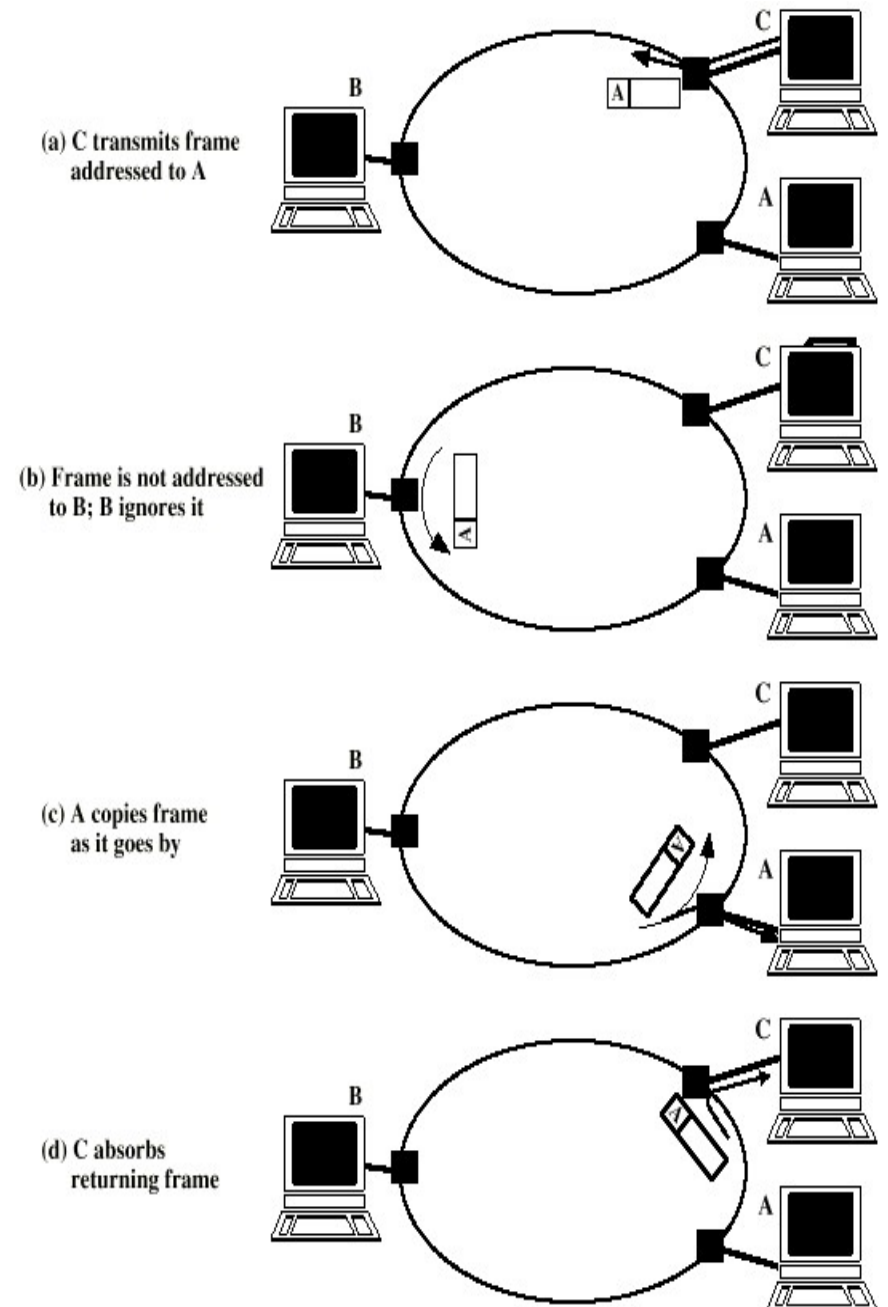 C
B
A
(a) C transmits frame
addressed to A
A
C
B
(b) Frame is not addressed
to B; B ignores it
A
A
C
B
(c) A copies frame
as it goes by
A
A
C
B
A
(d) C absorbs
returning frame
A